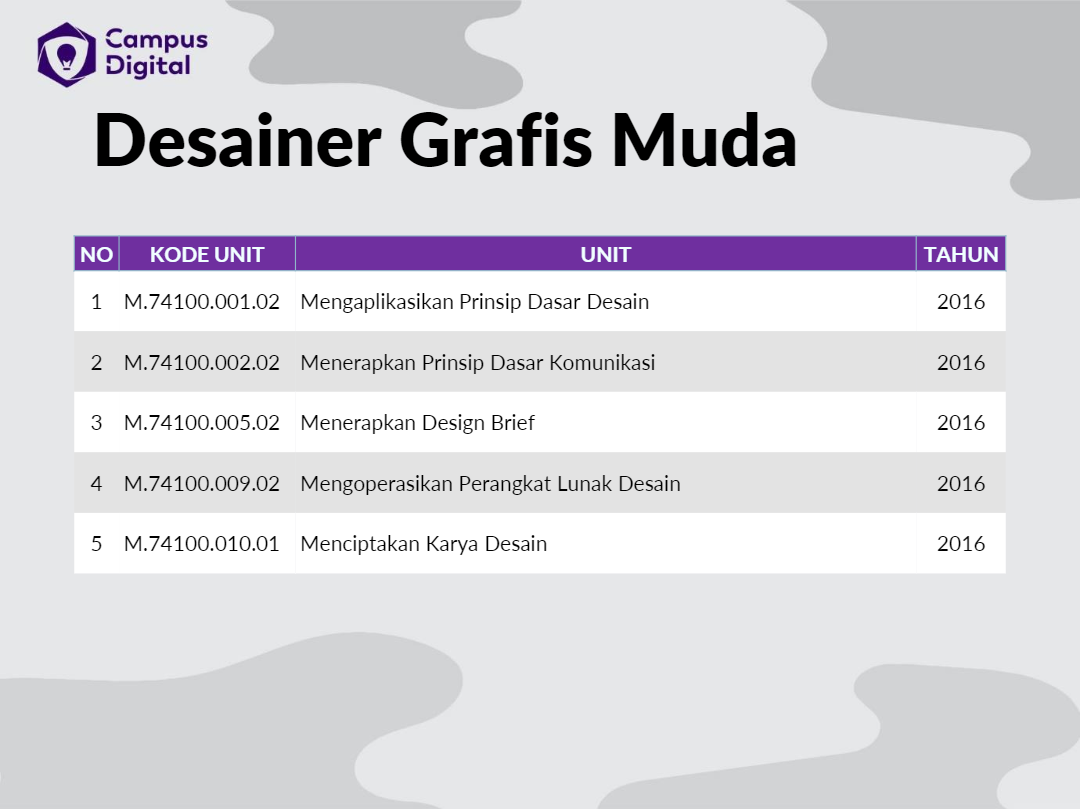 Campus
Digital
Desainer Grafis Muda
NO KODE UNIT UNIT TAHUN
1 M.74100.001.02 Mengaplikasikan Prinsip Dasar Desain 2016
2 M.74100.002.02 Menerapkan Prinsip Dasar Komunikasi 2016
3 M.74100.005.02 Menerapkan Design Brief 2016
4 M.74100.009.02 Mengoperasikan Perangkat Lunak Desain 2016
5 M.74100.010.01 Menciptakan Karya Desain 2016